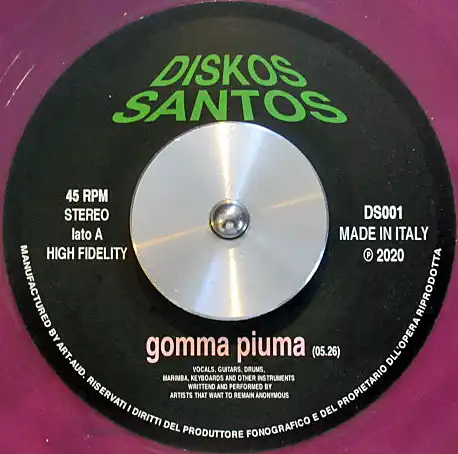 DISKOS
SANTOS
45 RPM
STEREO
lato A
HIGH FIDELITY
DS001
MADE IN ITALY
℗ 2020
gomma piuma (05.26)
VOCALS, GUITARS, DRUMS,
MARIMBA, KEYBOARDS AND OTHER INSTRUMENTS
WRITTEND AND PERFORMED BY
ARTISTS THAT WANT TO REMAIN ANONYMOUS
MANUFACTURED BY ART-AUD. RISERVATI I DIRITTI DEL PRODUTTORE FONOGRAFICO E DEL PROPIETARIO DLL'OPERA RIPRODOTTA